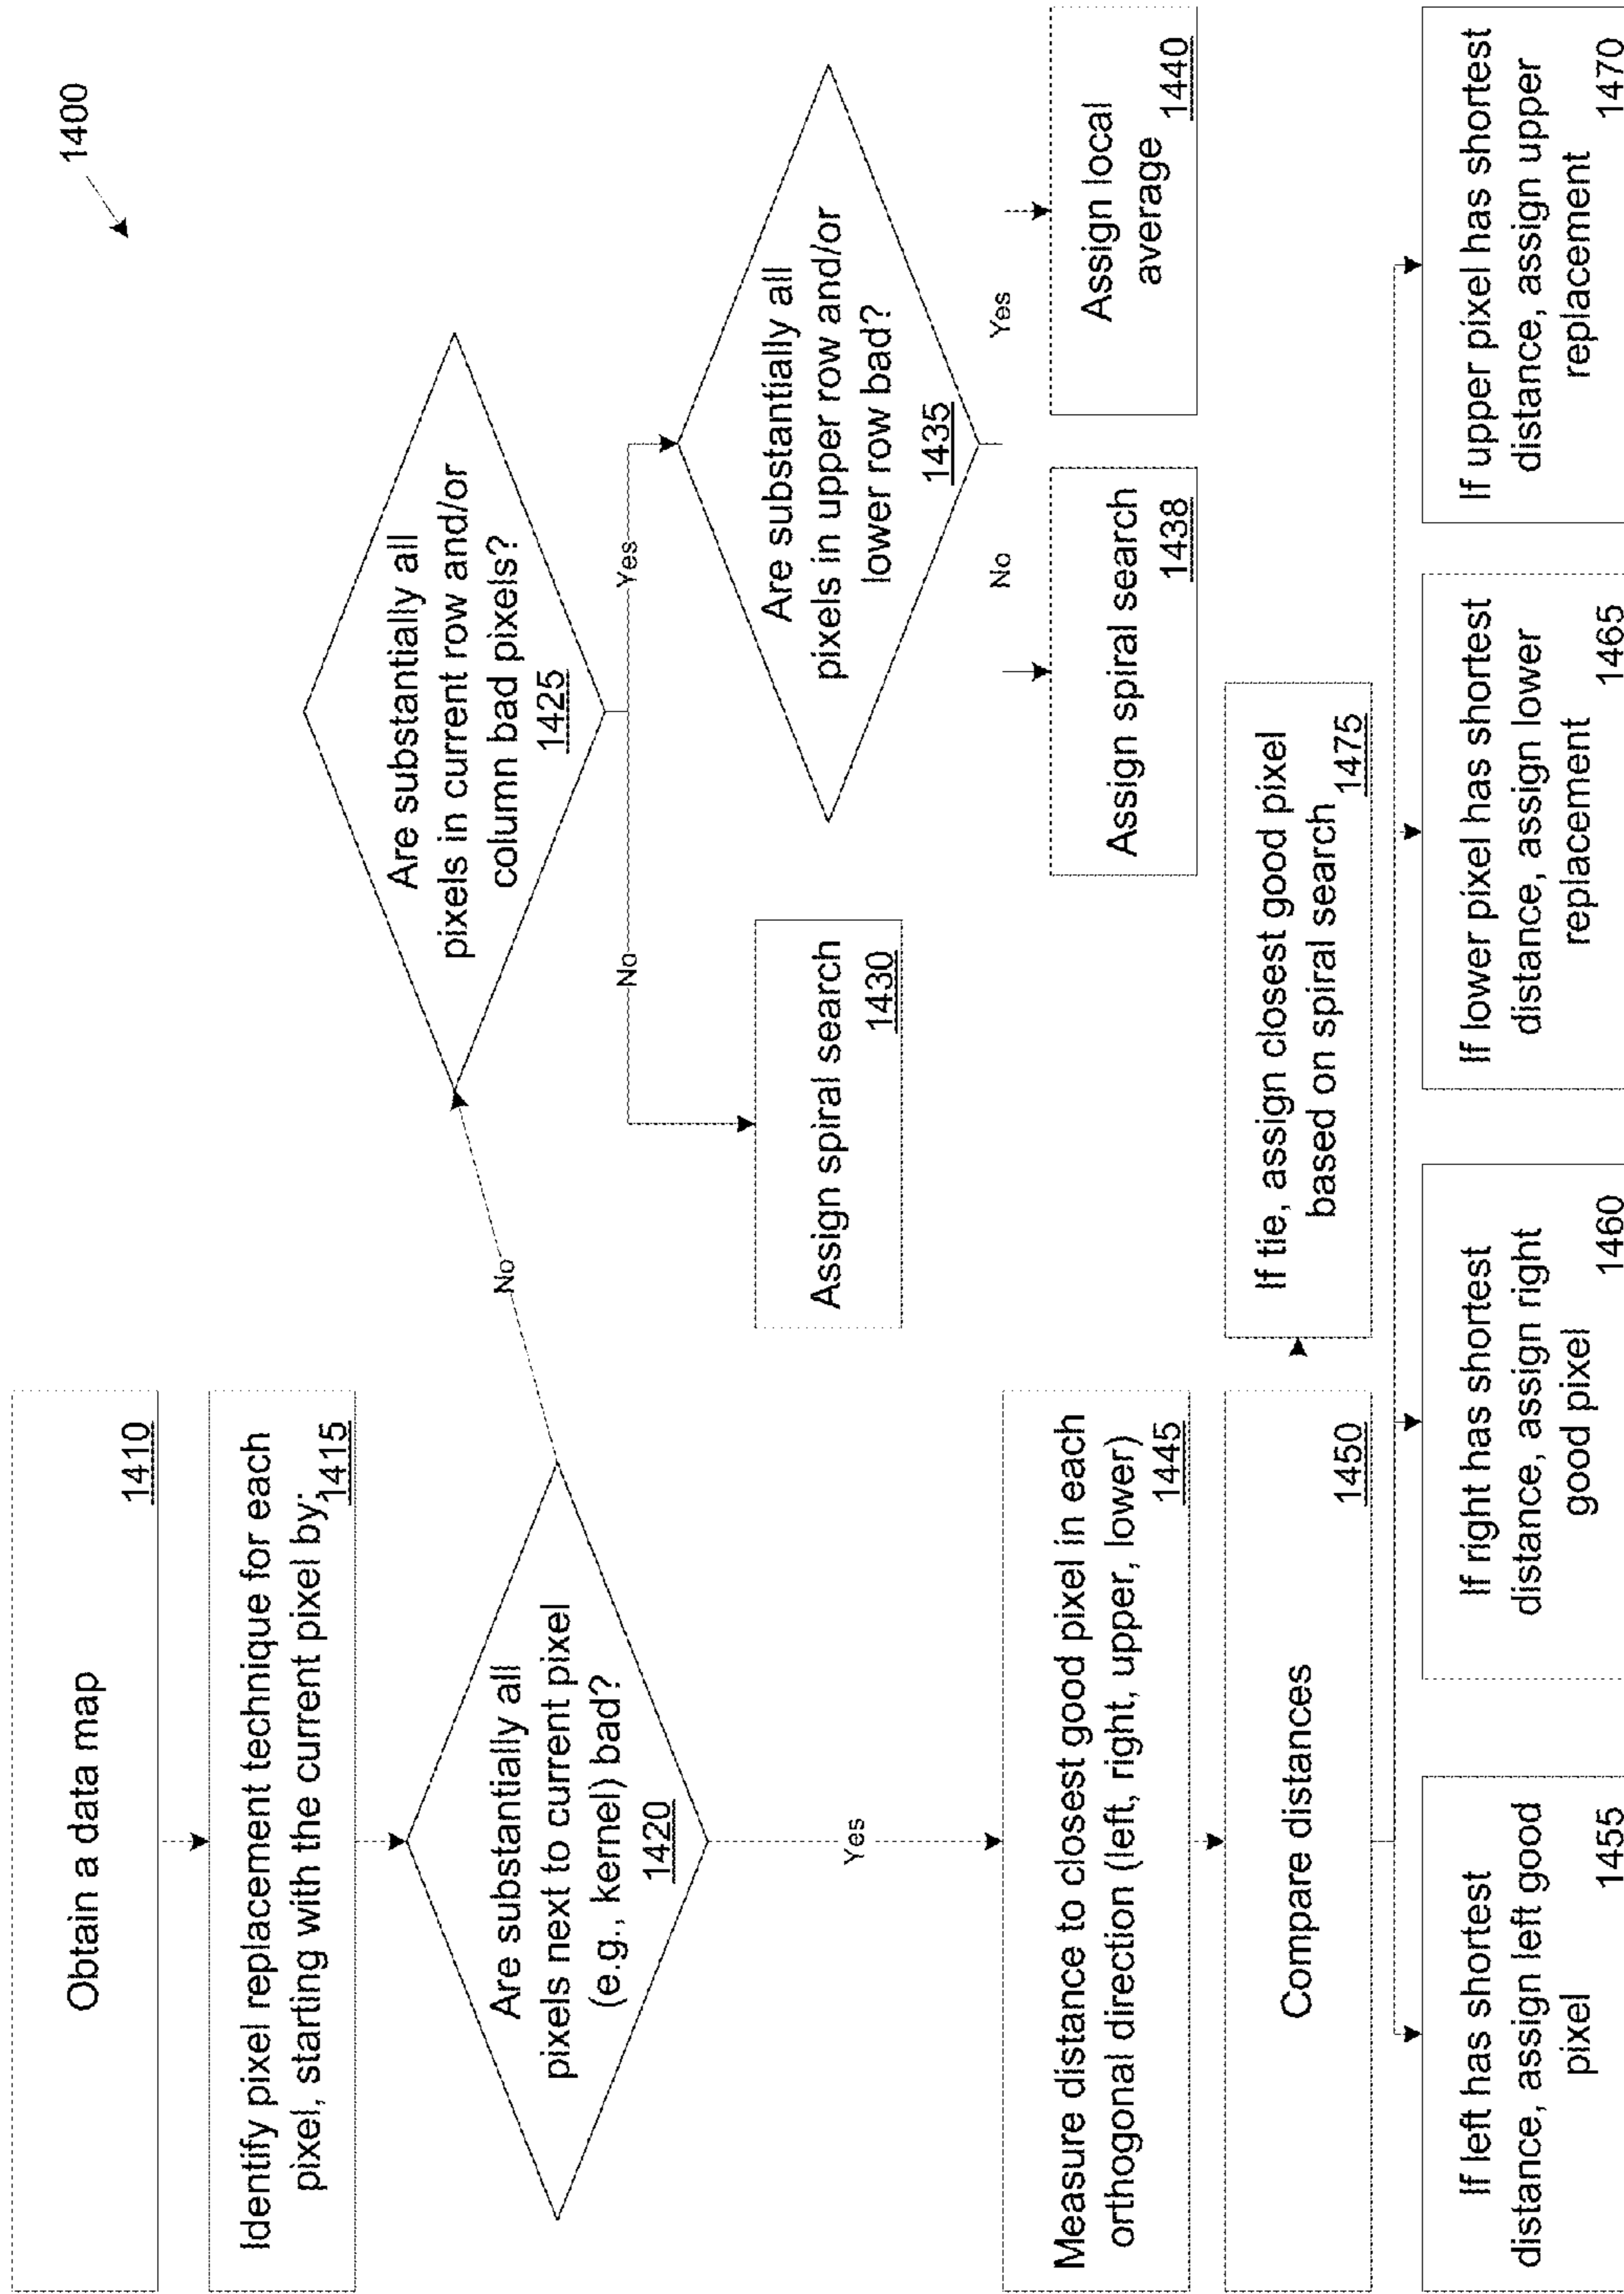 1400
Obtain a data map
1410
Identify pixel replacement technique for each
pixel, starting with the current pixel by:
1415
Are substantially all
pixels next to current pixel
(e.g., kernel) bad?
1420
No
Are substantially all
pixels in current row and/or
column bad pixels?
1425
No
Yes
Assign spiral search
1430
Are substantially all
pixels in upper row and/or
lower row bad?
1435
No
Yes
Assign spiral search
1438
Assign local
average
1440
Yes
Measure distance to closest good pixel in each
orthogonal direction (left, right, upper, lower)
1445
Compare distances
1450
If tie, assign closest good pixel
based on spiral search
1475
If left has shortest
distance, assign left good
pixel
1455
If right has shortest
distance, assign right
good pixel
1460
If lower pixel has shortest
distance, assign lower
replacement
1465
If upper pixel has shortest
distance, assign upper
replacement
1470